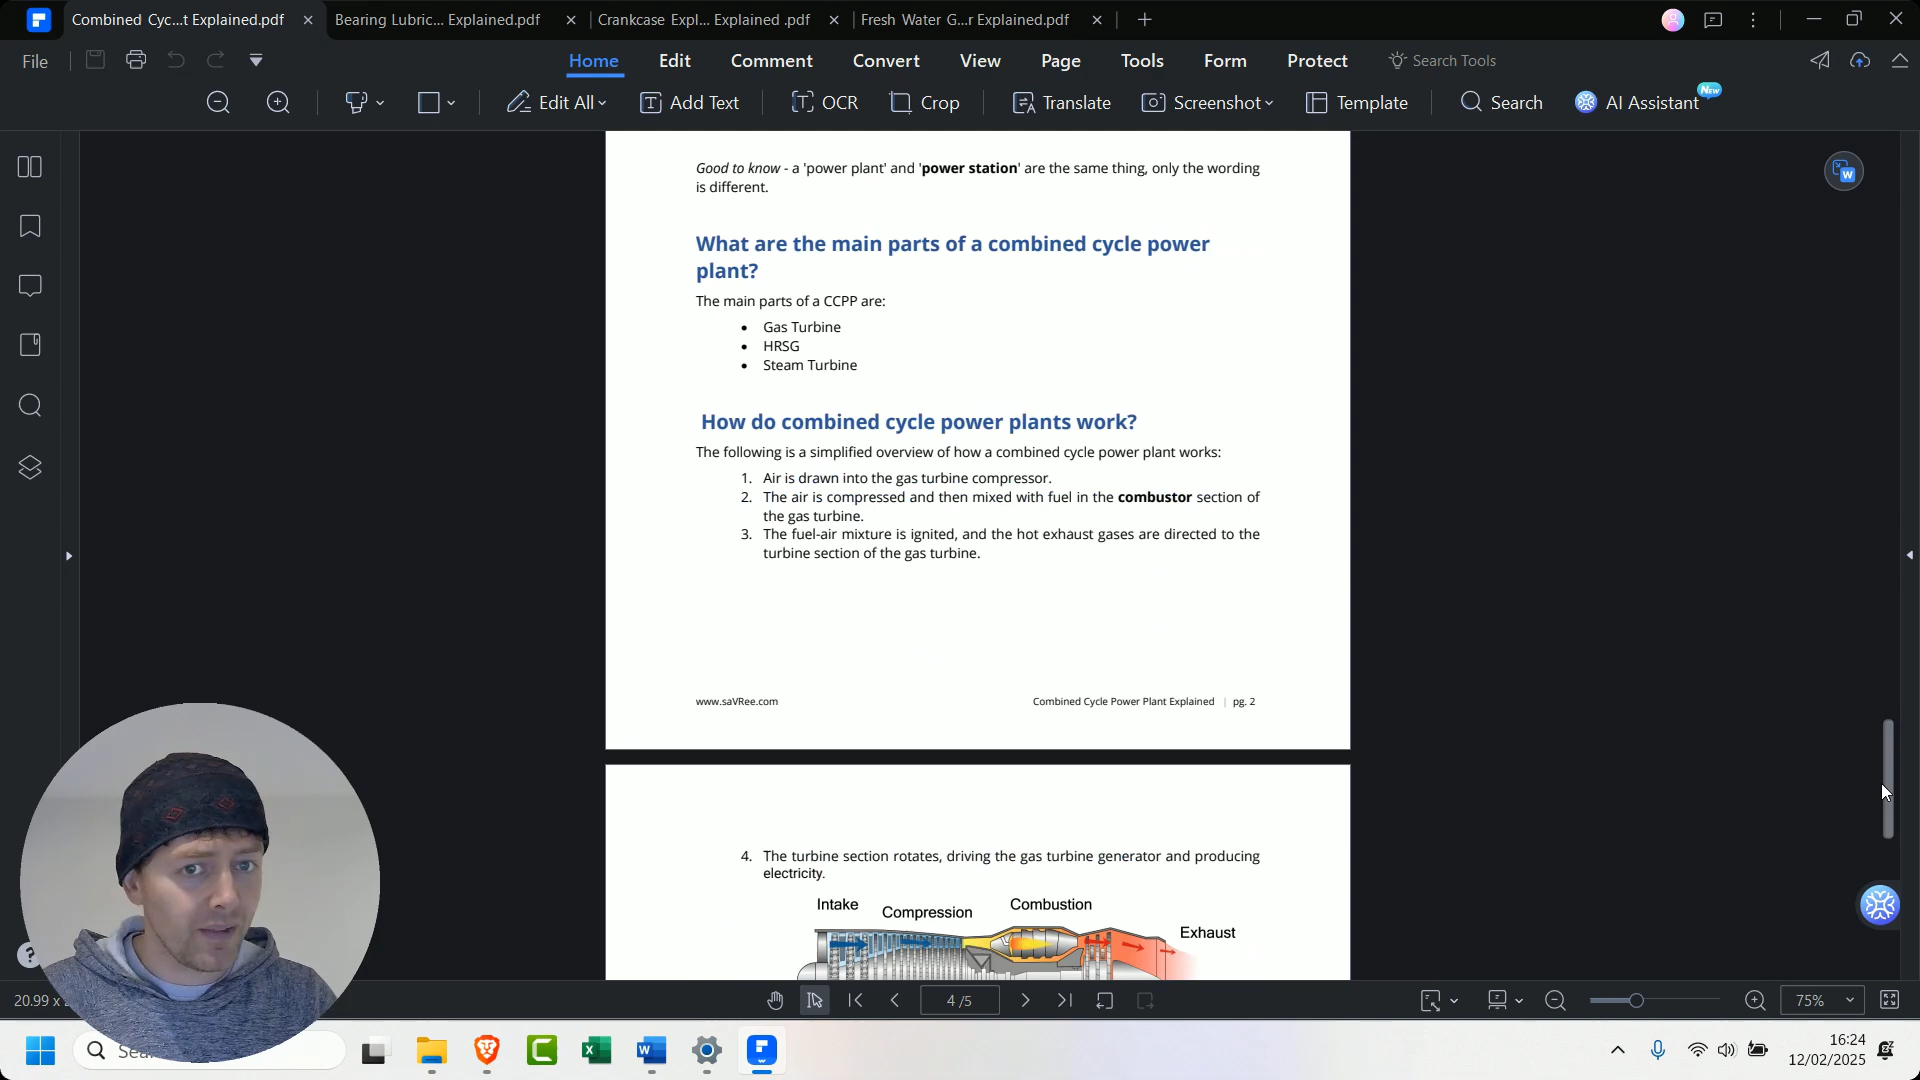 Combined Cyc...t Explained.pdf
Bearing Lubric... Explained.pdf
Crankcase Expl... Explained .pdf
Fresh Water G...r Explained.pdf
File
Home
Edit
Comment
Convert
View
Page
Tools
Form
Protect
Search Tools
Edit All
Add Text
OCR
Crop
Translate
Screenshot
Template
Search
AI Assistant
New
Good to know - a 'power plant' and 'power station' are the same thing, only the wording
is different.
What are the main parts of a combined cycle power
plant?
The main parts of a CCPP are:
• Gas Turbine
• HRSG
• Steam Turbine
How do combined cycle power plants work?
The following is a simplified overview of how a combined cycle power plant works:
1. Air is drawn into the gas turbine compressor.
2. The air is compressed and then mixed with fuel in the combustor section of
the gas turbine.
3. The fuel-air mixture is ignited, and the hot exhaust gases are directed to the
turbine section of the gas turbine.
www.saVRee.com
Combined Cycle Power Plant Explained | pg. 2
4. The turbine section rotates, driving the gas turbine generator and producing
electricity.
Intake
Compression
Combustion
Exhaust
20.99 x
4 /5
75%
16:24
12/02/2025